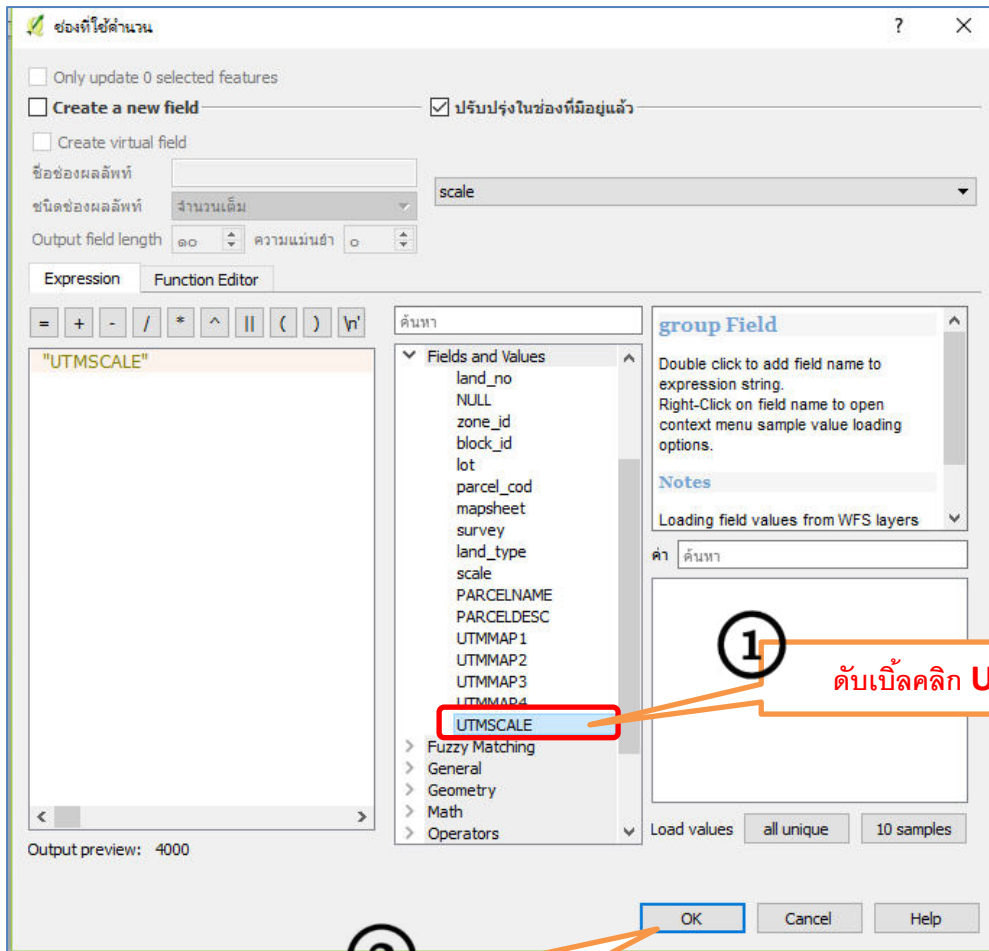 ช่องที่ใช้คำนวน
?
Only update 0 selected features
Create a new field
ปรับปรุ่งในช่องที่มีอยู่แล้ว
Create virtual field
ชื่อช่องผลลัพท์
ชนิดช่องผลลัพท์ จำนวนเต็ม
scale
Output field length ๑๐ ความแม่นยำ ๐
Expression
Function Editor
= + - / * ^ || ( ) \n'
ค้นหา
"UTMSCALE"
Fields and Values
land_no
NULL
zone_id
block_id
lot
parcel_cod
mapsheet
survey
land_type
scale
PARCELNAME
PARCELDESC
UTMMAP1
UTMMAP2
UTMMAP3
UTMMAP4
UTMSCALE
Fuzzy Matching
General
Geometry
Math
Operators
group Field
Double click to add field name to
expression string.
Right-Click on field name to open
context menu sample value loading
options.
Notes
Loading field values from WFS layers
ค่า ค้นหา
1
ดับเบิ้ลคลิก U
Load values all unique 10 samples
Output preview: 4000
OK Cancel Help